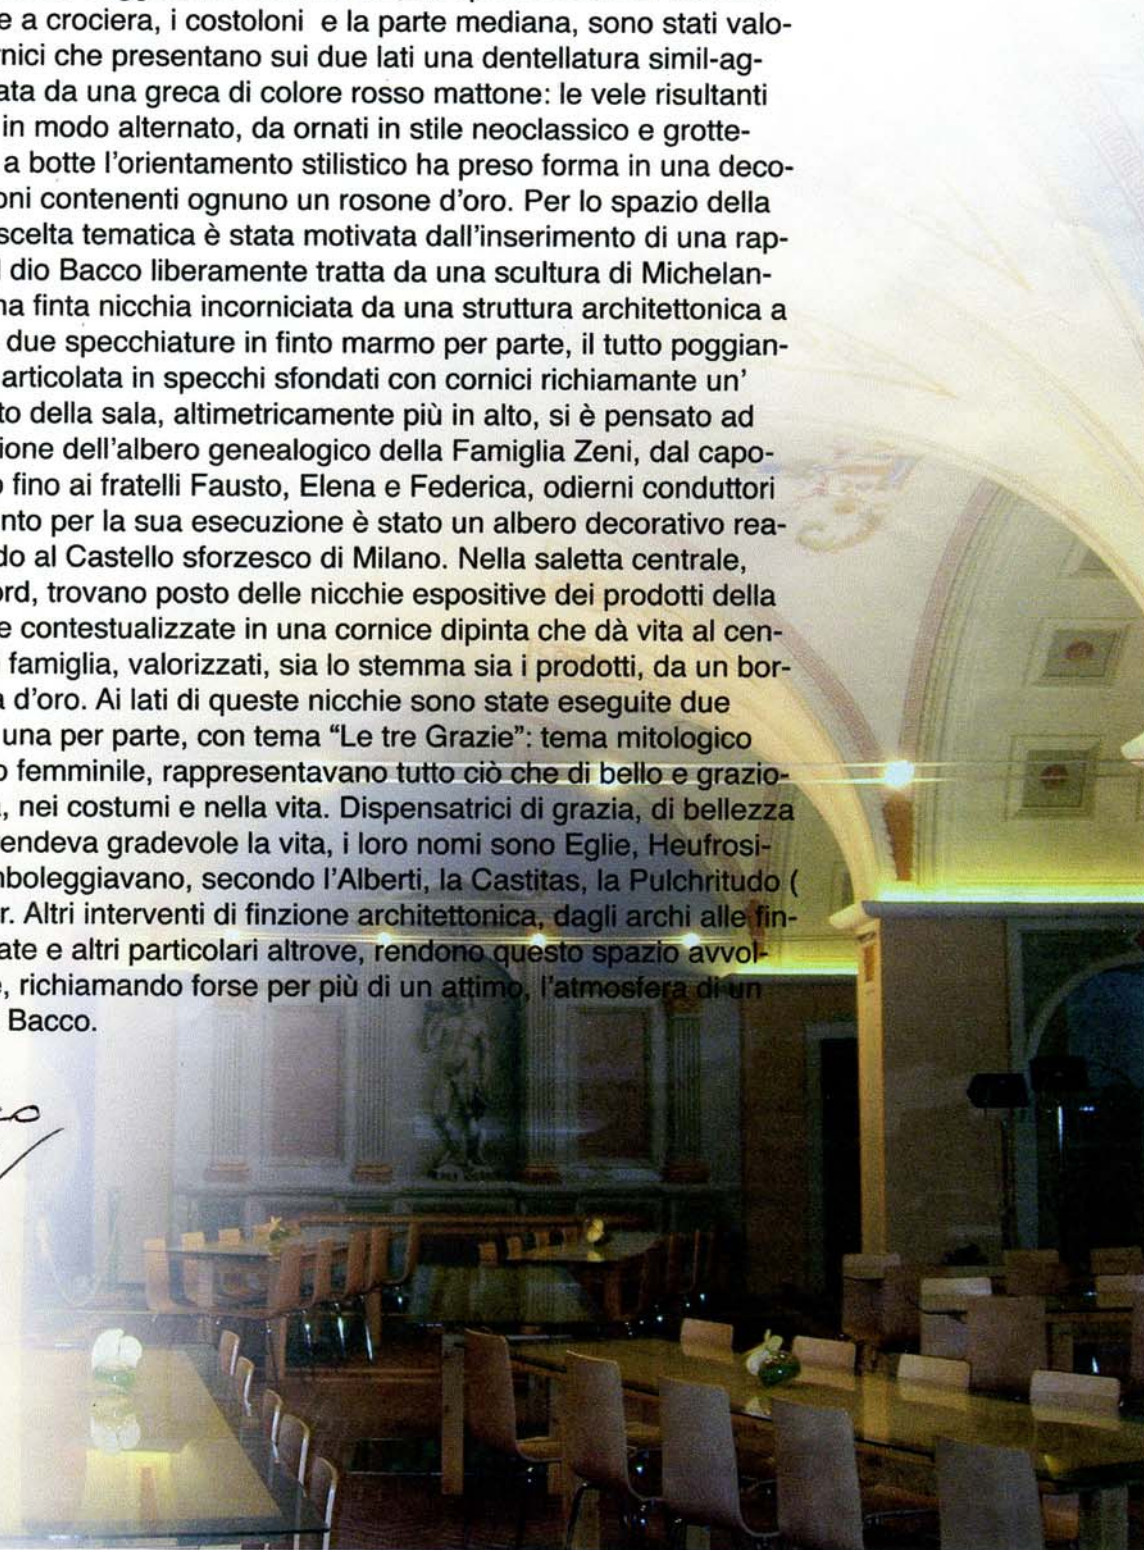 e a crociera, i costoloni e la parte mediana, sono stati valo-
nici che presentano sui due lati una dentellatura simil-ag-
ata da una greca di colore rosso mattone: le vele risultanti
in modo alternato, da ornati in stile neoclassico e grotte-
a botte l'orientamento stilistico ha preso forma in una deco-
oni contenenti ognuno un rosone d'oro. Per lo spazio della
scelta tematica è stata motivata dall'inserimento di una rap-
dio Bacco liberamente tratta da una scultura di Michelan-
na finta nicchia incorniciata da una struttura architettonica a
due specchiature in finto marmo per parte, il tutto poggian-
articolata in specchi sfondati con cornici richiamante un'
to della sala, altimetricamente più in alto, si è pensato ad
ione dell'albero genealogico della Famiglia Zeni, dal capo-
o fino ai fratelli Fausto, Elena e Federica, odierni conduttori
nto per la sua esecuzione è stato un albero decorativo rea-
do al Castello sforzesco di Milano. Nella saletta centrale,
ord, trovano posto delle nicchie espositive dei prodotti della
e contestualizzate in una cornice dipinta che dà vita al cen-
famiglia, valorizzati, sia lo stemma sia i prodotti, da un bor-
a d'oro. Ai lati di queste nicchie sono state eseguite due
una per parte, con tema “Le tre Grazie”: tema mitologico
o femminile, rappresentavano tutto ciò che di bello e grazio-
, nei costumi e nella vita. Dispensatrici di grazia, di bellezza
endeva gradevole la vita, i loro nomi sono Eglie, Heufrosi-
nboleggiavano, secondo l'Alberti, la Castitas, la Pulchritudo (
r. Altri interventi di finzione architettonica, dagli archi alle fin-
ate e altri particolari altrove, rendono questo spazio avvol-
e, richiamando forse per più di un attimo, l'atmosfera di un
Bacco.